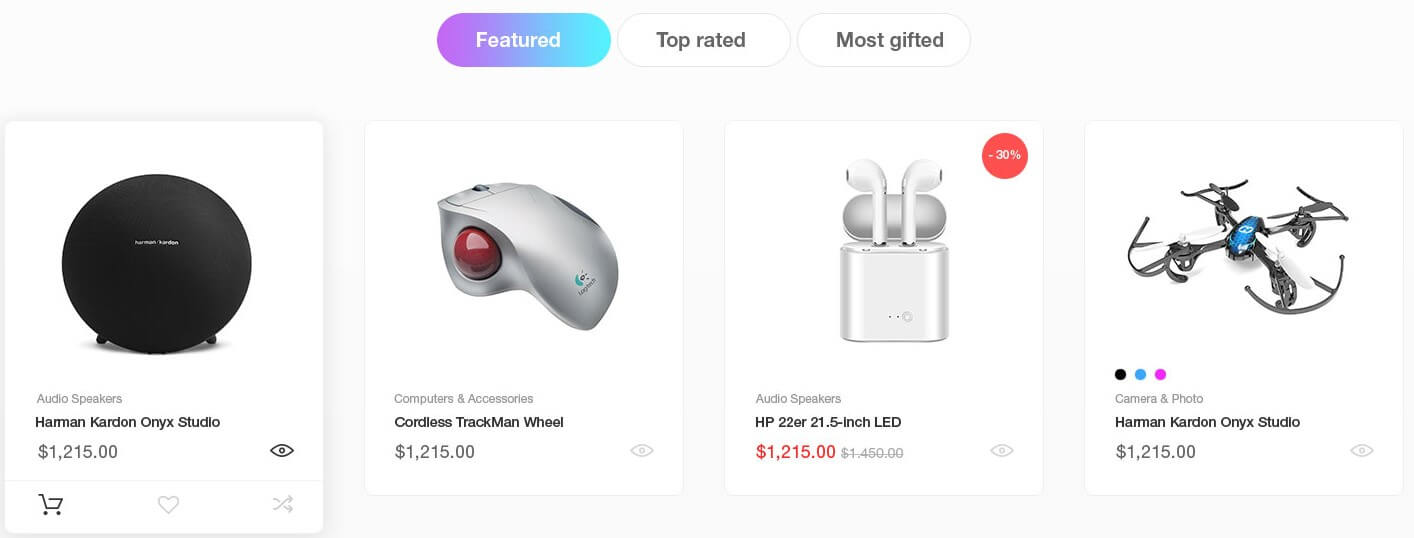 Featured
Top rated
Most gifted
harman/kardon
Audio Speakers
Harman Kardon Onyx Studio
$1,215.00
Logitech
Computers & Accessories
Cordless TrackMan Wheel
$1,215.00
- 30%
Audio Speakers
HP 22er 21.5-inch LED
$1,215.00 $1.450.00
Camera & Photo
Harman Kardon Onyx Studio
$1,215.00